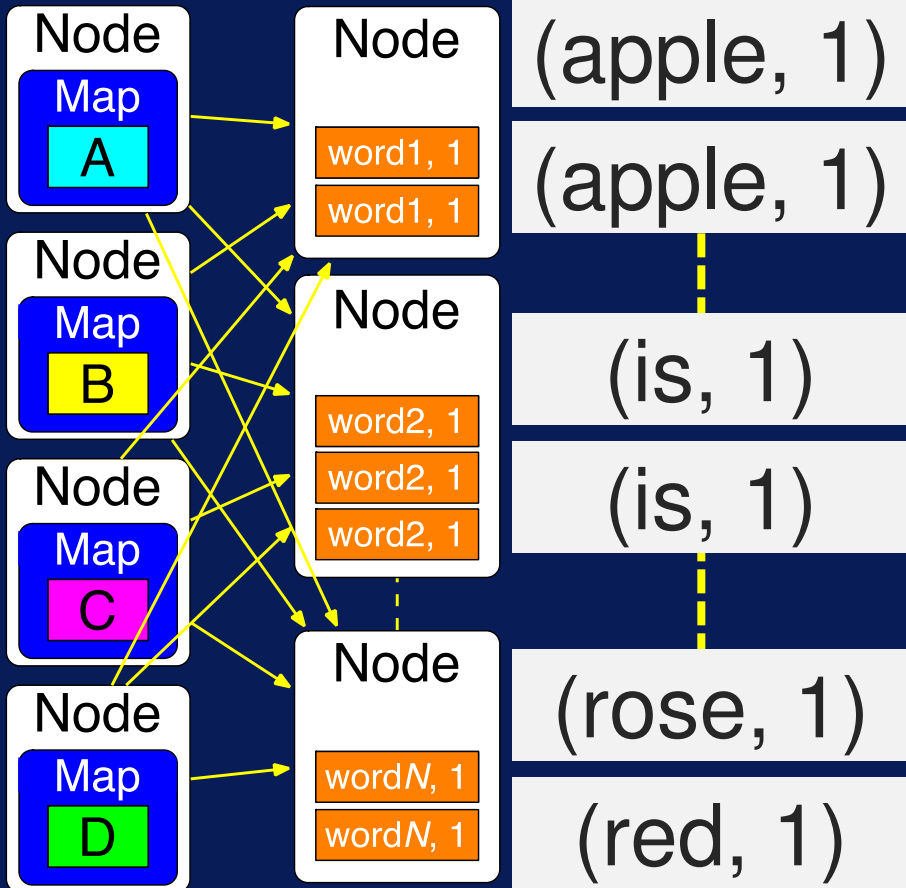 Node
Map
A
Node
Map
B
Node
Map
C
Node
Map
D
Node
word1, 1
word1, 1
Node
word2, 1
word2, 1
word2, 1
Node
wordN, 1
wordN, 1
(apple, 1)
(apple, 1)
(is, 1)
(is, 1)
(rose, 1)
(red, 1)